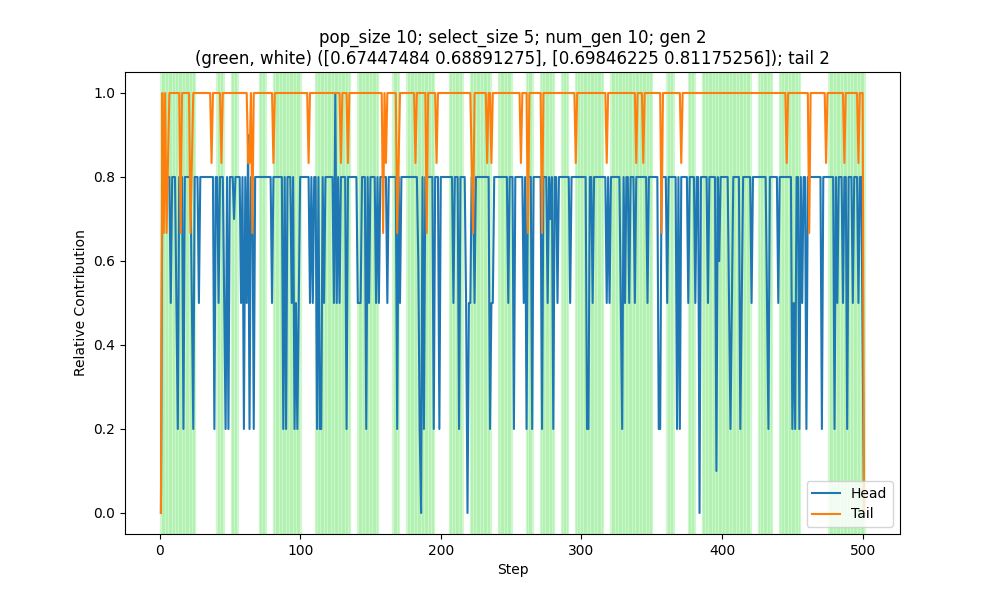 pop_size 10; select_size 5; num_gen 10; gen 2
(green, white) ([0.67447484 0.68891275], [0.69846225 0.81175256]); tail 2
1.0
0.8
0.6
0.4
0.2
0.0
Relative Contribution
Head
Tail
0
100
200
300
400
500
Step